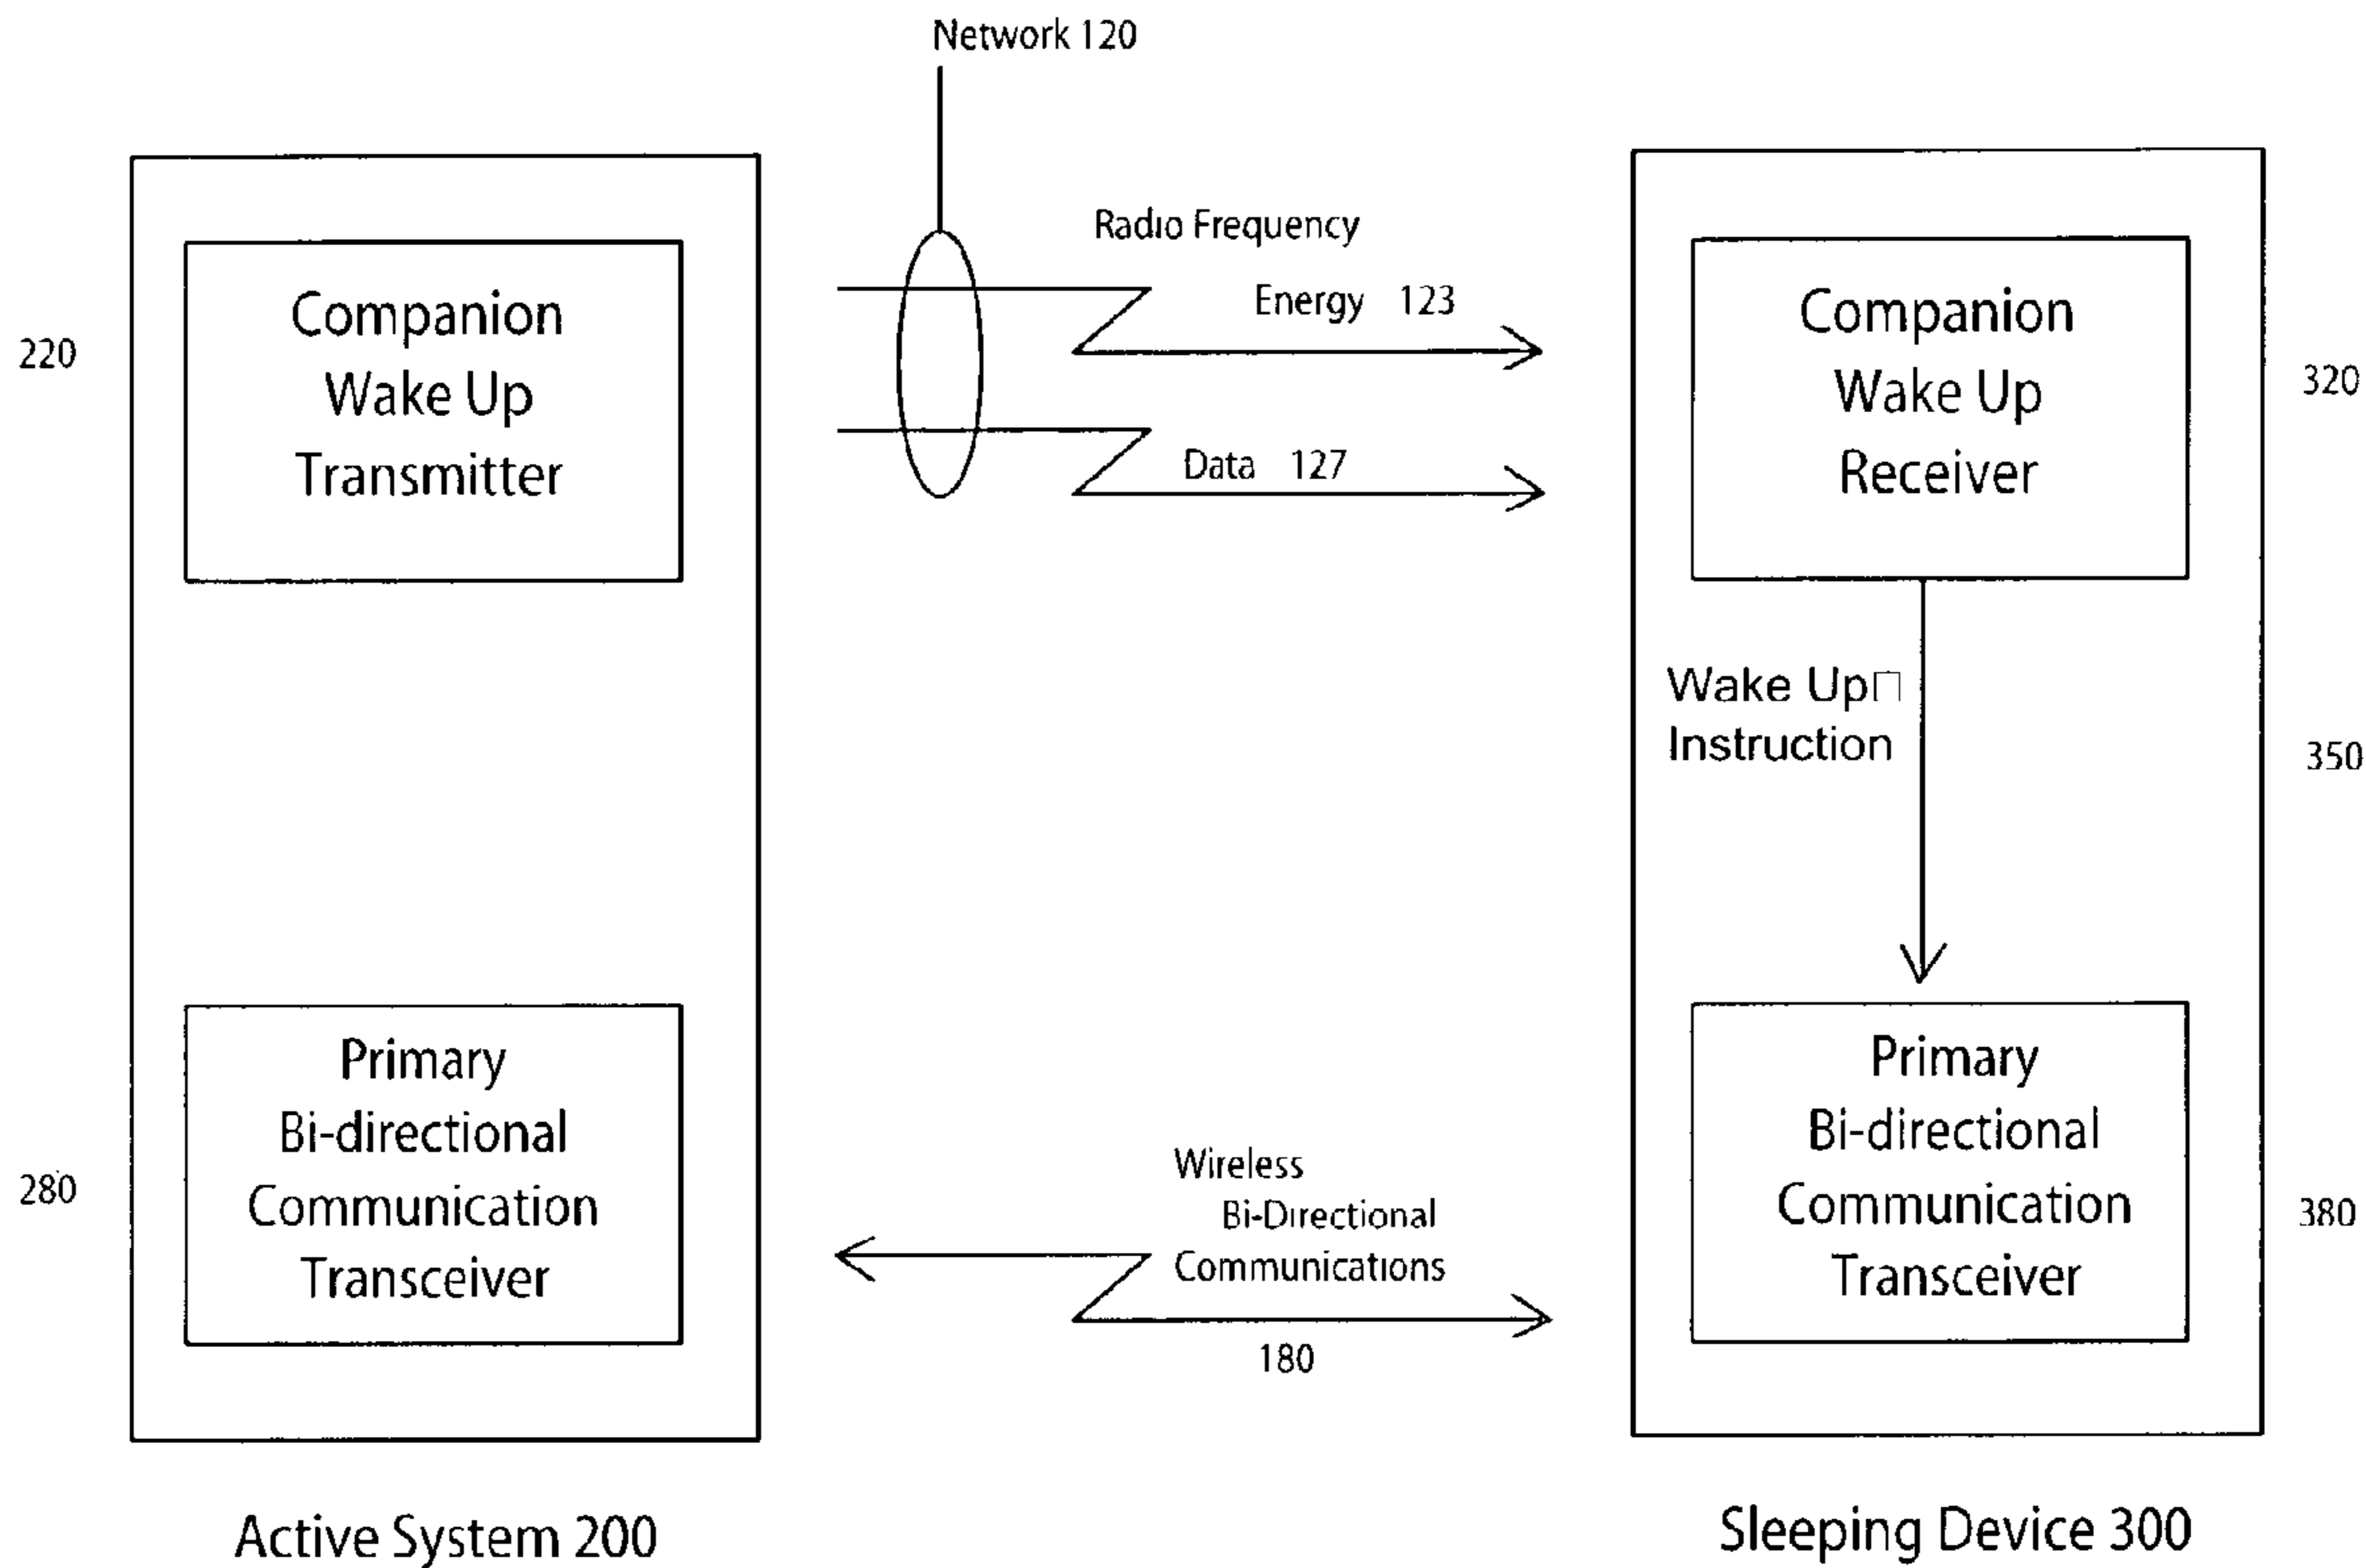 Network 120
Radio Frequency
Energy 123
Data 127
220
Companion
Wake Up
Transmitter
Companion
Wake Up
Receiver
320
Wake Up□
Instruction
350
280
Primary
Bi-directional
Communication
Transceiver
Wireless
Bi-Directional
Communications
180
Primary
Bi-directional
Communication
Transceiver
380
Active System 200
Sleeping Device 300